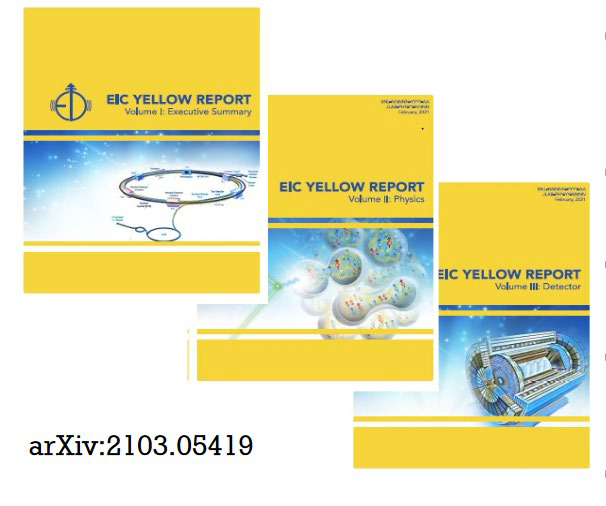 EIC YELLOW REPORT
Volume I: Executive Summary
February, 2021
EIC YELLOW REPORT
Volume II: Physics
February, 2021
EIC YELLOW REPORT
Volume III: Detector
arXiv:2103.05419